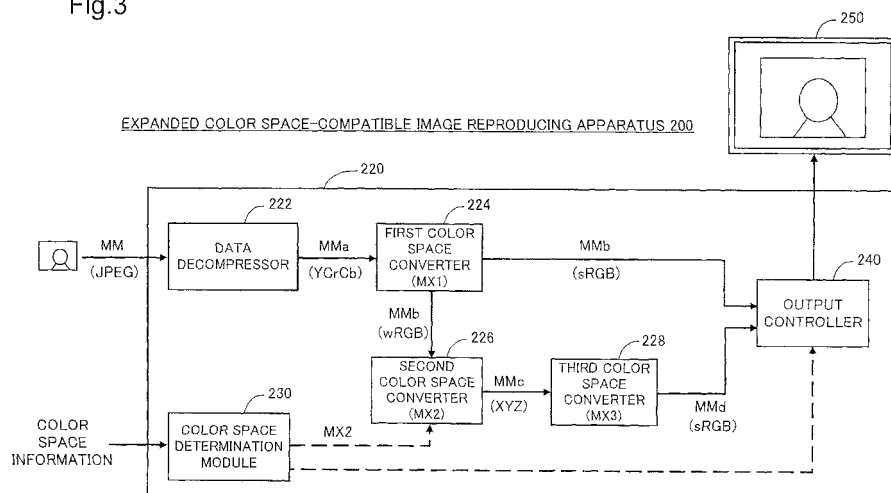 Fig.3
250
EXPANDED COLOR SPACE-COMPATIBLE IMAGE REPRODUCING APPARATUS 200
220
222
224
MM
(JPEG)
DATA
DECOMPRESSOR
MMa
(YCrCb)
FIRST COLOR
SPACE
CONVERTER
(MX1)
MMb
(sRGB)
240
OUTPUT
CONTROLLER
MMb
(wRGB)
226
228
SECOND
COLOR SPACE
CONVERTER
(MX2)
MMc
(XYZ)
THIRD COLOR
SPACE
CONVERTER
(MX3)
MMd
(sRGB)
230
COLOR
SPACE
INFORMATION
COLOR SPACE
DETERMINATION
MODULE
MX2